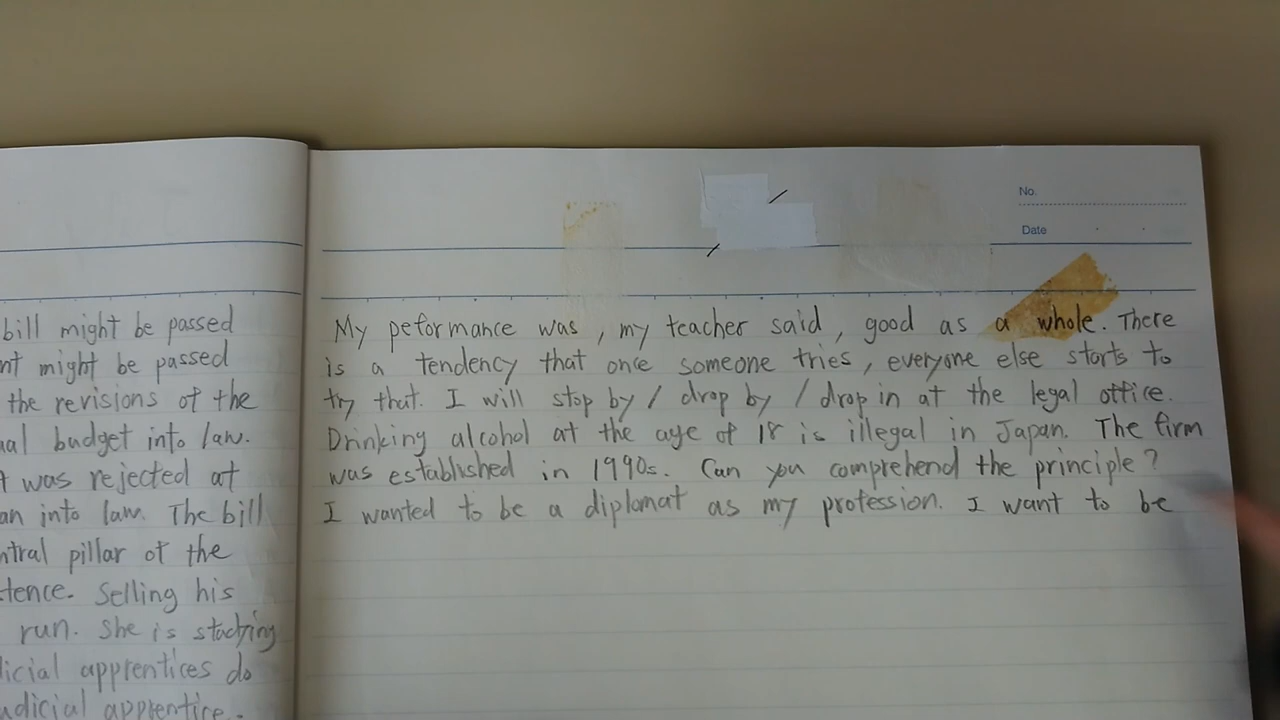 No.
Date
bill might be passed
nt might be passed
the revisions of the
ual budget into law.
was rejected at
an into law. The bill
ntral pillar of the
tence. Selling his
run. She is studying
licial apprentices do
udicial apprentice.
My peformance was, my teacher said, good as a whole. There
is a tendency that once someone tries, everyone else starts to
try that. I will stop by / drop by / drop in at the legal office.
Drinking alcohol at the age of 18 is illegal in Japan. The firm
was established in 1990s. Can you comprehend the principle?
I wanted to be a diplomat as my profession. I want to be